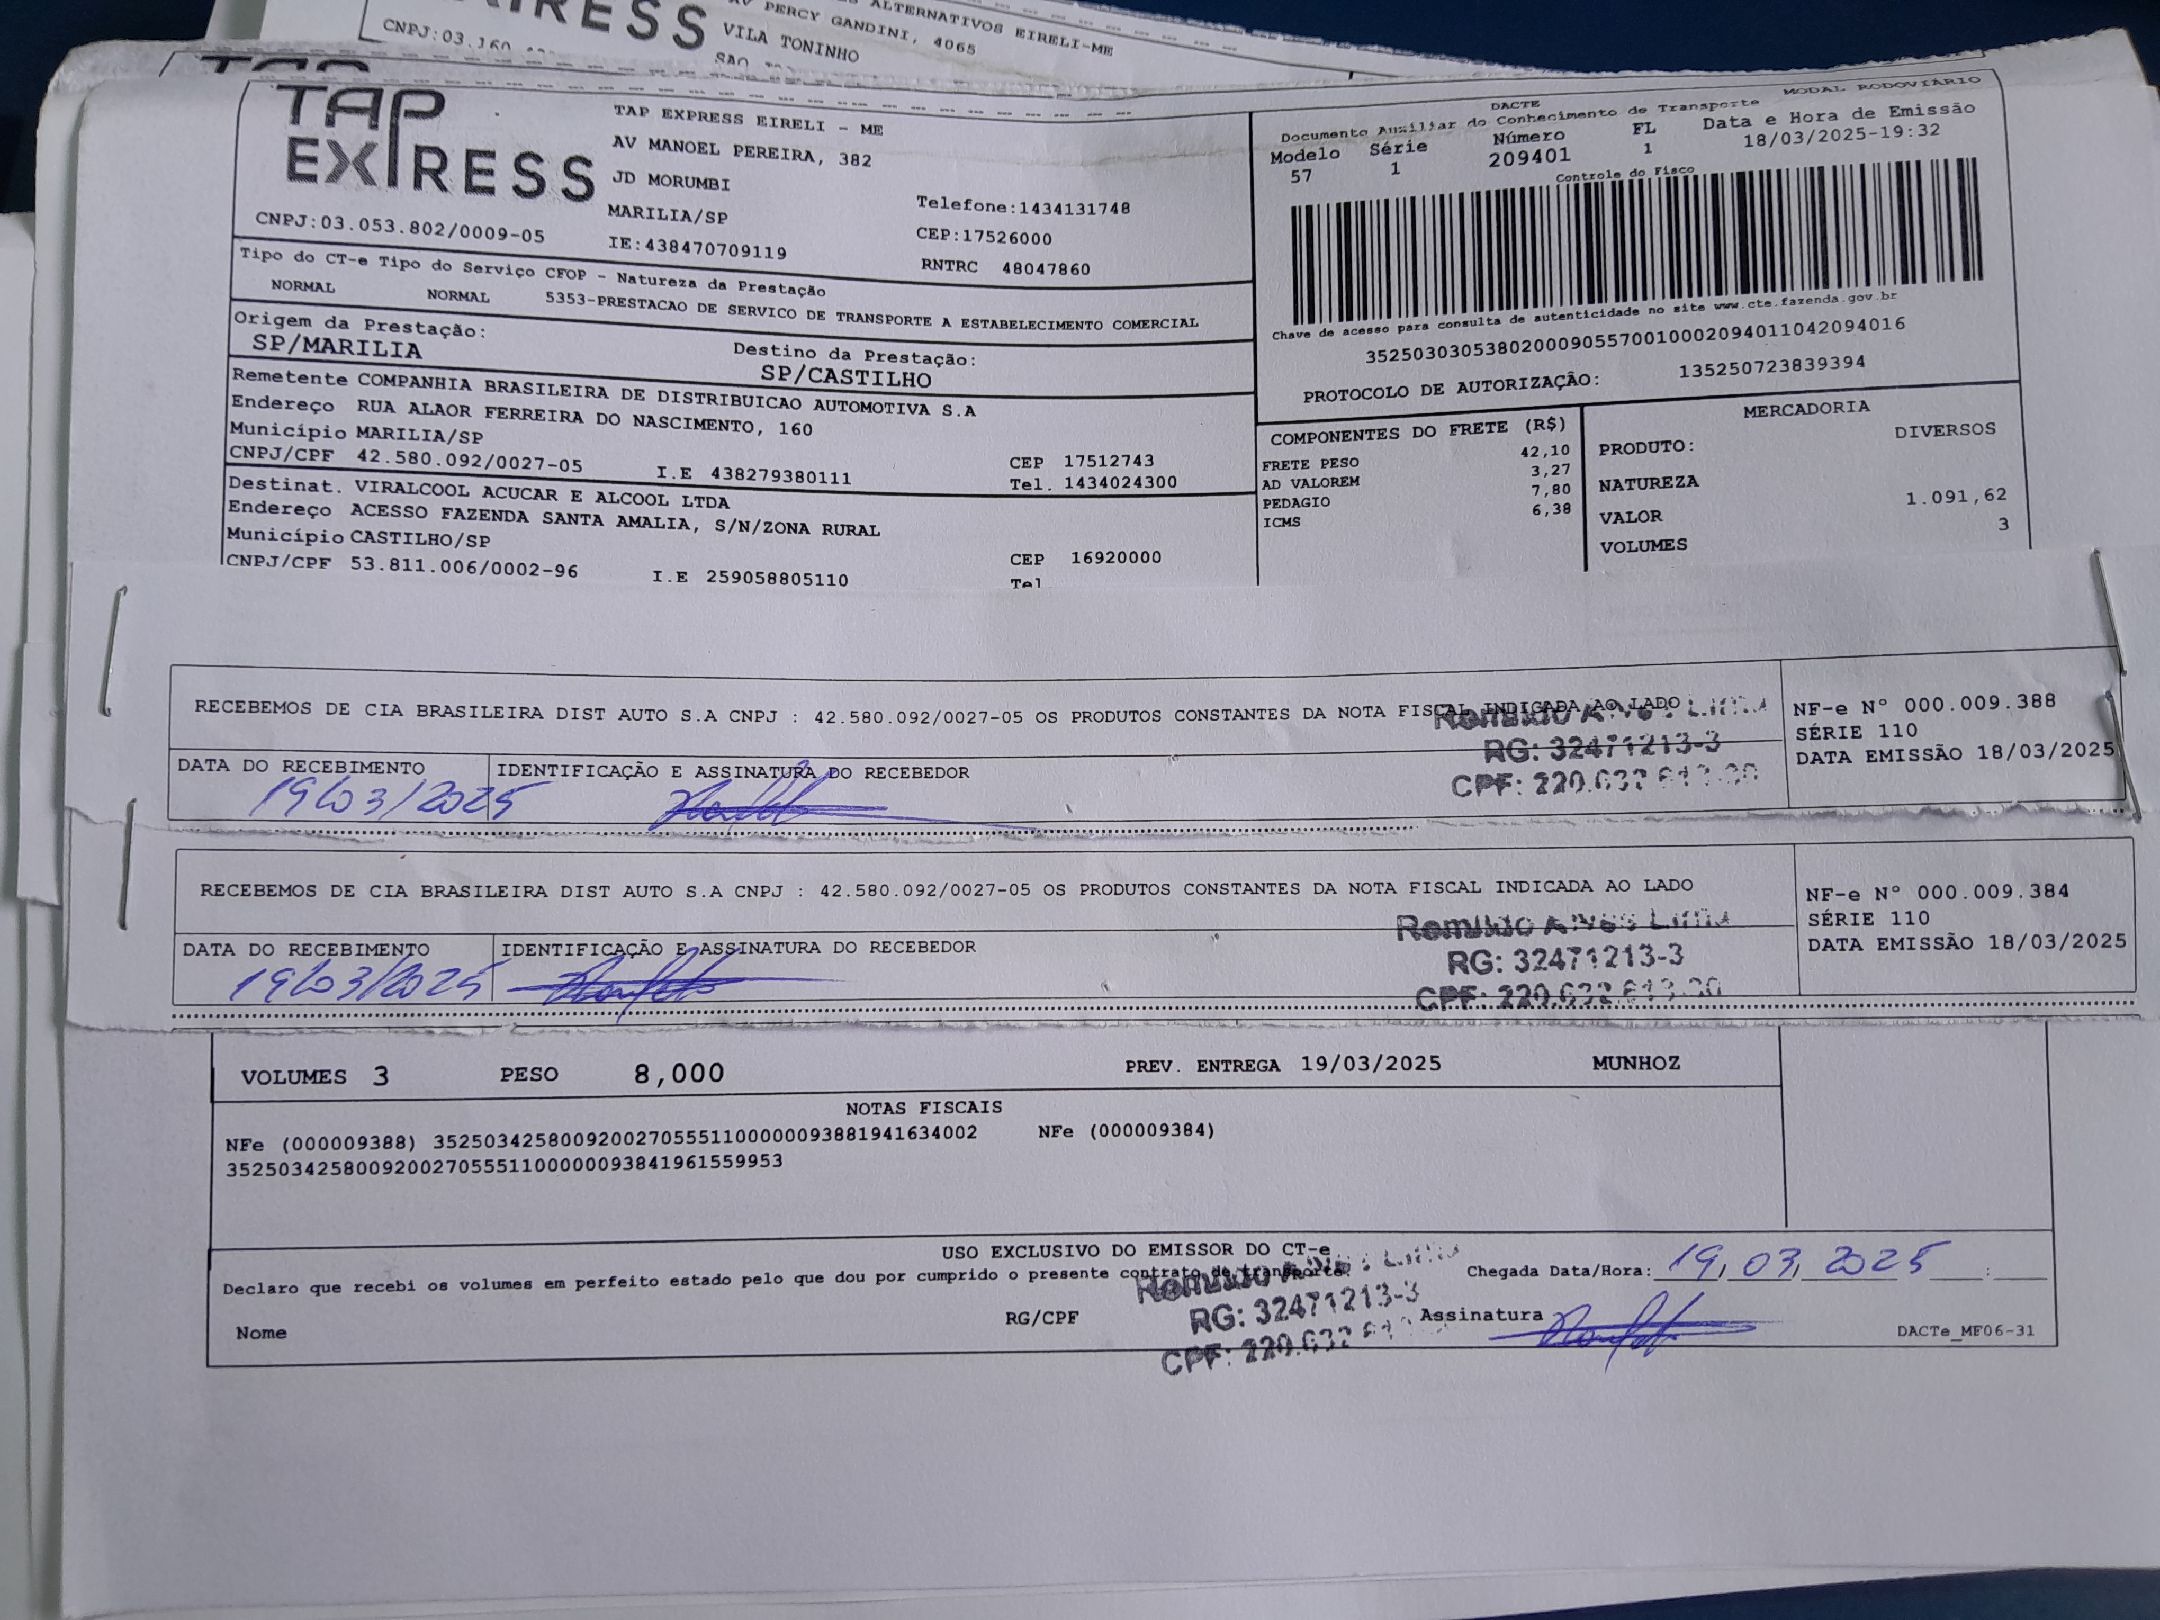 CNPJ:03.160
RESS
ALTERNATIVOS EIRELI-ME
AV PERCY GANDINI, 4065
VILA TONINHO
SAO
TAP
EXPRESS
TAP EXPRESS EIRELI - ME
AV MANOEL PEREIRA, 382
JD MORUMBI
MARILIA/SP
IE:438470709119
Telefone:1434131748
CEP:17526000
RNTRC 48047860
CNPJ:03.053.802/0009-05
DACTE
MODAL RODOVIÁRIO
Documento Auxiliar do Conhecimento de Transporte
Modelo Série Número FL Data e Hora de Emissão
57 1 209401 1 18/03/2025-19:32
Controle do Fisco
Chave de acesso para consulta de autenticidade no site www.cte.fazenda.gov.br
35250303053802000905570010002094011042094016
PROTOCOLO DE AUTORIZAÇÃO: 135250723839394
Tipo do CT-e Tipo do Serviço CFOP - Natureza da Prestação
NORMAL NORMAL 5353-PRESTACAO DE SERVICO DE TRANSPORTE A ESTABELECIMENTO COMERCIAL
Origem da Prestação:
SP/MARILIA
Destino da Prestação:
SP/CASTILHO
Remetente COMPANHIA BRASILEIRA DE DISTRIBUICAO AUTOMOTIVA S.A
Endereço RUA ALAOR FERREIRA DO NASCIMENTO, 160
Município MARILIA/SP
CEP 17512743
CNPJ/CPF 42.580.092/0027-05 I.E 438279380111 Tel. 1434024300
Destinat. VIRALCOOL ACUCAR E ALCOOL LTDA
Endereço ACESSO FAZENDA SANTA AMALIA, S/N/ZONA RURAL
Município CASTILHO/SP
CEP 16920000
CNPJ/CPF 53.811.006/0002-96 I.E 259058805110 Tel
COMPONENTES DO FRETE (R$)
FRETE PESO 42,10
AD VALOREM 3,27
PEDAGIO 7,80
ICMS 6,38
MERCADORIA
PRODUTO: DIVERSOS
NATUREZA
VALOR 1.091,62
VOLUMES 3
RECEBEMOS DE CIA BRASILEIRA DIST AUTO S.A CNPJ : 42.580.092/0027-05 OS PRODUTOS CONSTANTES DA NOTA FISCAL INDICADA AO LADO
NF-e Nº 000.009.388
SÉRIE 110
DATA EMISSÃO 18/03/2025
DATA DO RECEBIMENTO
19/03/2025
IDENTIFICAÇÃO E ASSINATURA DO RECEBEDOR
RG: 32471213-3
CPF: 220.632
RECEBEMOS DE CIA BRASILEIRA DIST AUTO S.A CNPJ : 42.580.092/0027-05 OS PRODUTOS CONSTANTES DA NOTA FISCAL INDICADA AO LADO
NF-e Nº 000.009.384
SÉRIE 110
DATA EMISSÃO 18/03/2025
DATA DO RECEBIMENTO
19/03/2025
IDENTIFICAÇÃO E ASSINATURA DO RECEBEDOR
Romildo Alves Lima
RG: 32471213-3
CPF: 220.632
VOLUMES 3 PESO 8,000 PREV. ENTREGA 19/03/2025 MUNHOZ
NOTAS FISCAIS
NFe (000009388) 35250342580092002705551100000093881941634002 NFe (000009384)
35250342580092002705551100000093841961559953
USO EXCLUSIVO DO EMISSOR DO CT-e
Declaro que recebi os volumes em perfeito estado pelo que dou por cumprido o presente contrato de transporte.
Chegada Data/Hora: 19, 03, 2025 :
Nome
RG/CPF
RG: 32471213-3
CPF: 220.632
Assinatura
DACTe_MF06-31